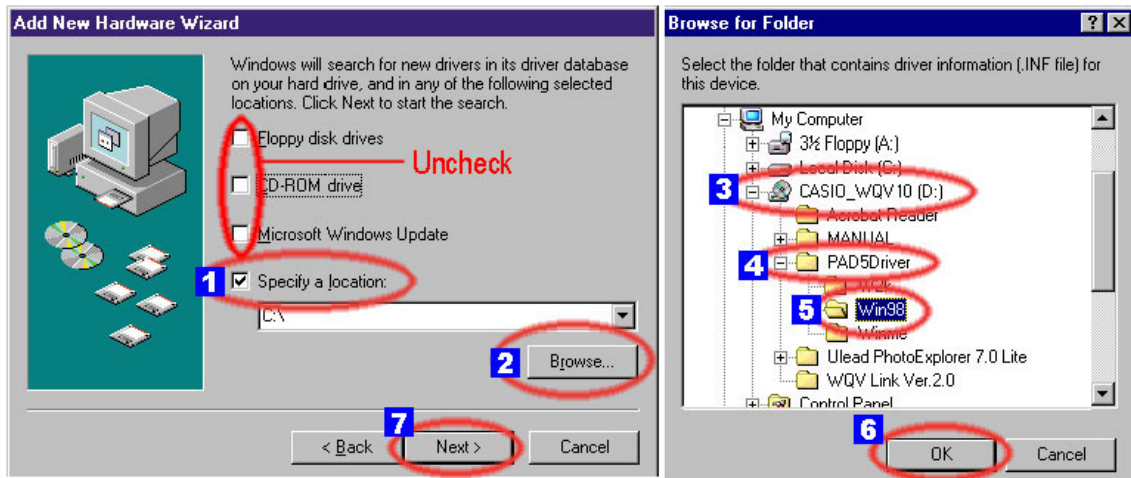 Add New Hardware Wizard
Windows will search for new drivers in its driver database
on your hard drive, and in any of the following selected
locations. Click Next to start the search.
Floppy disk drives
Uncheck
CD-ROM drive
Microsoft Windows Update
1
Specify a location:
C:\
2
Browse...
7
< Back
Next >
Cancel
Browse for Folder
Select the folder that contains driver information (.INF file) for
this device.
My Computer
3½ Floppy (A:)
Local Disk (C:)
3
CASIO_WQV10 (D:)
Acrobat Reader
MANUAL
4
PAD5Driver
W2k
5
Win98
Winme
Ulead PhotoExplorer 7.0 Lite
WQV Link Ver.2.0
Control Panel
6
OK
Cancel